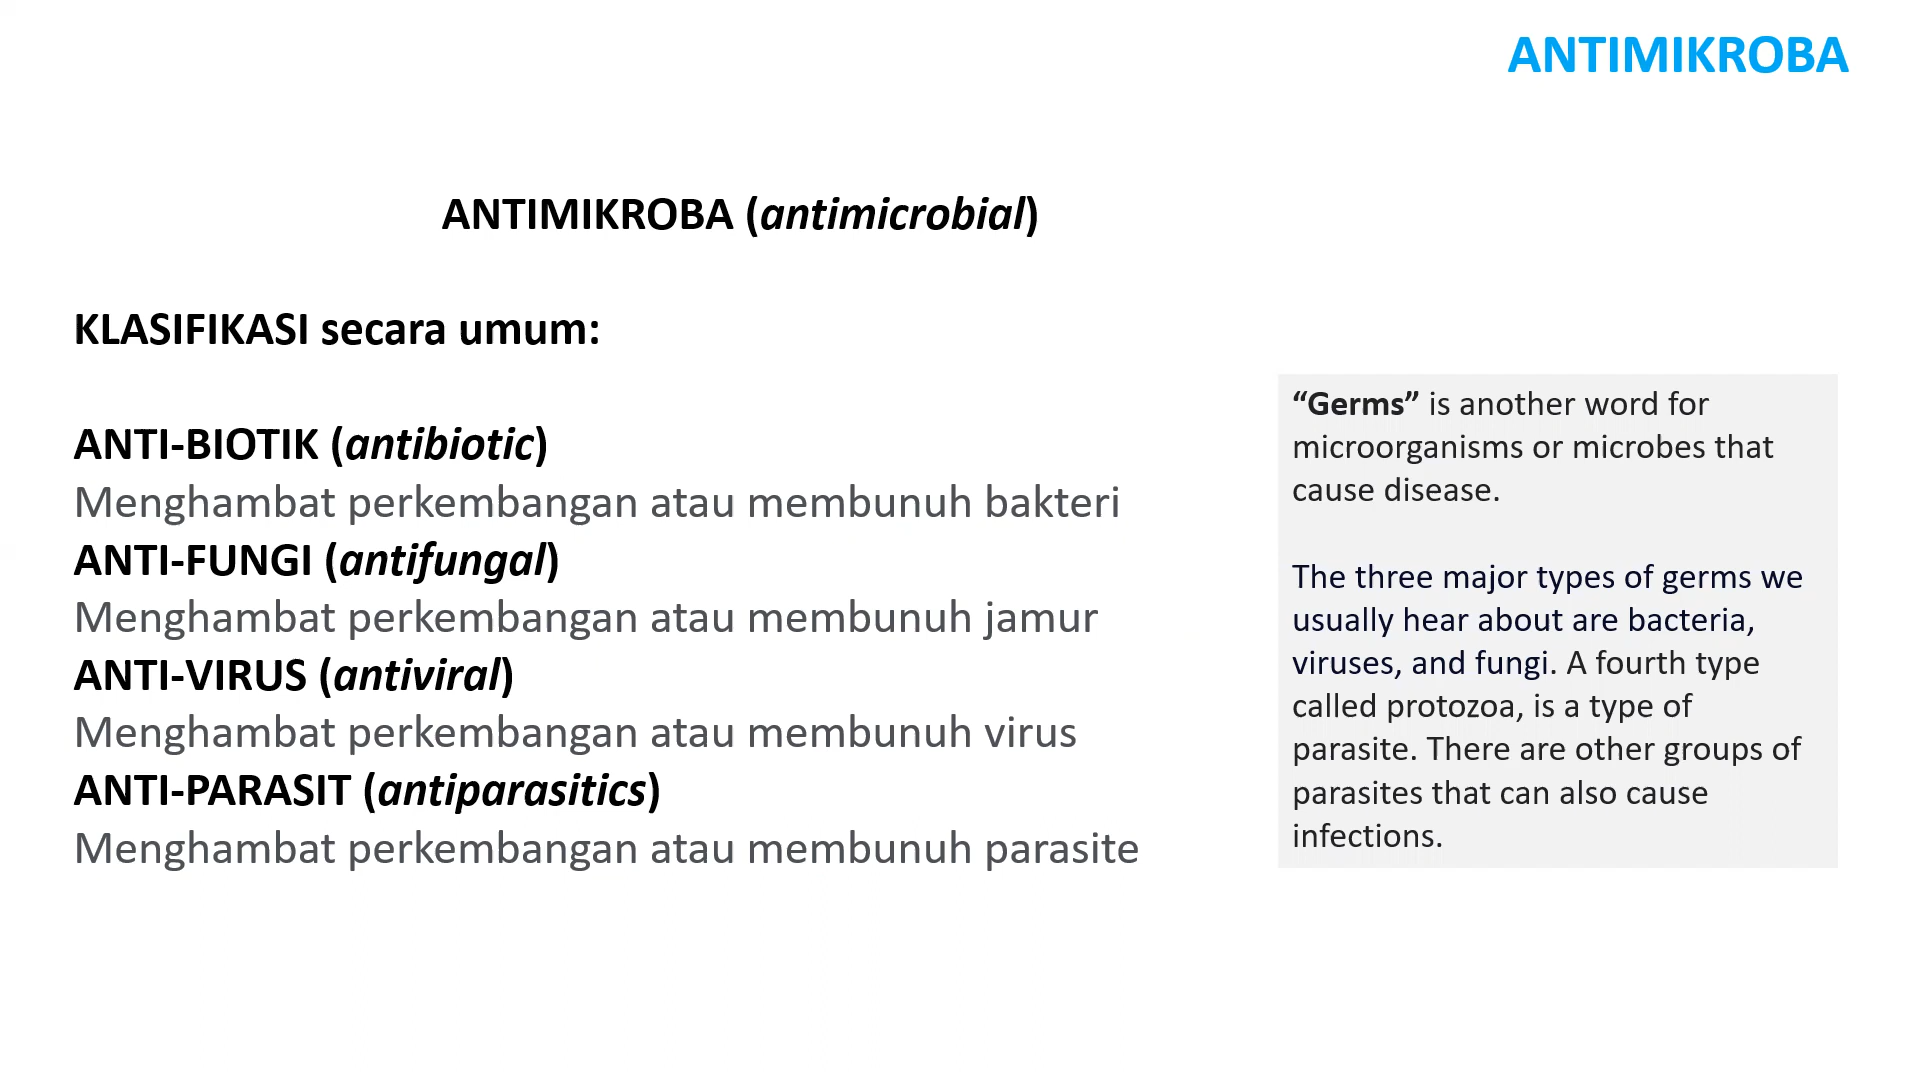 ANTIMIKROBA
ANTIMIKROBA (antimicrobial)
KLASIFIKASI secara umum:
ANTI-BIOTIK (antibiotic)
Menghambat perkembangan atau membunuh bakteri
ANTI-FUNGI (antifungal)
Menghambat perkembangan atau membunuh jamur
ANTI-VIRUS (antiviral)
Menghambat perkembangan atau membunuh virus
ANTI-PARASIT (antiparasitics)
Menghambat perkembangan atau membunuh parasite
“Germs” is another word for
microorganisms or microbes that
cause disease.
The three major types of germs we
usually hear about are bacteria,
viruses, and fungi. A fourth type
called protozoa, is a type of
parasite. There are other groups of
parasites that can also cause
infections.